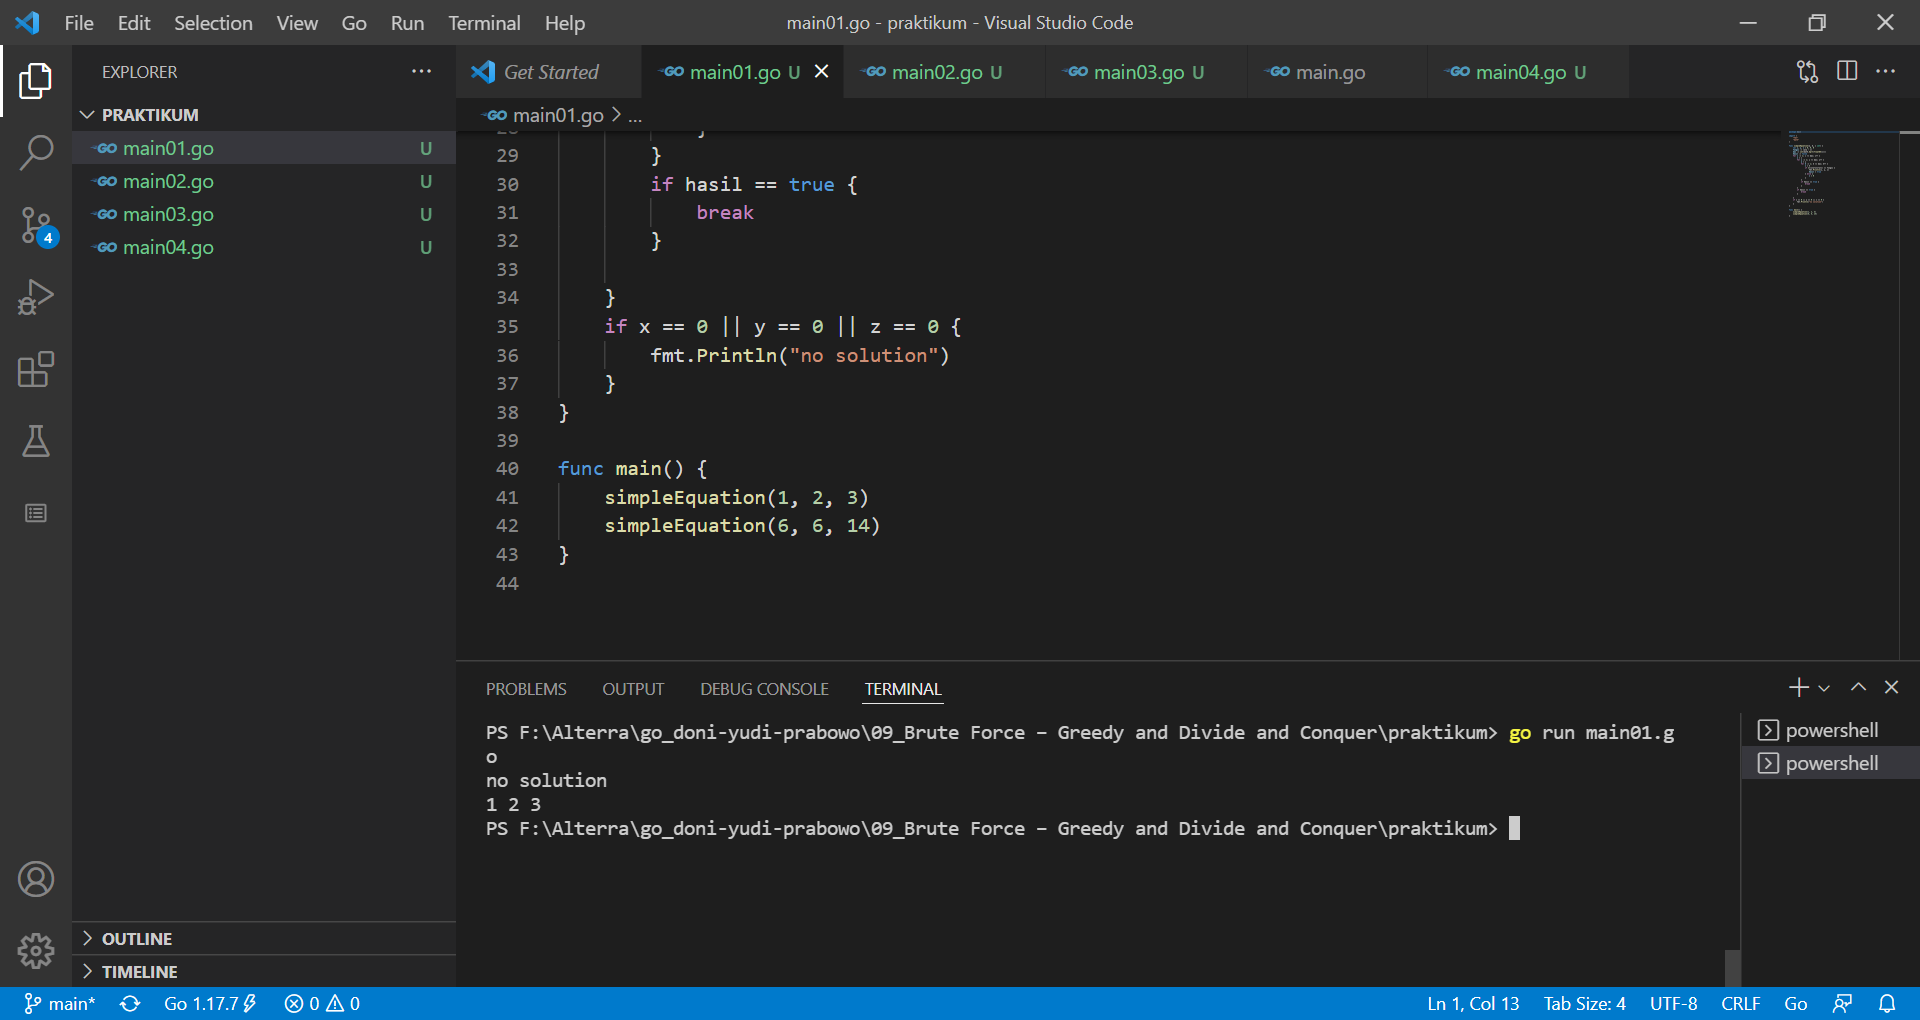 File Edit Selection View Go Run Terminal Help
main01.go - praktikum - Visual Studio Code
EXPLORER
PRAKTIKUM
main01.go U
main02.go U
main03.go U
main04.go U
4
OUTLINE
TIMELINE
Get Started
GO main01.go U
GO main02.go U
GO main03.go U
GO main.go
GO main04.go U
GO main01.go > ...
29 }
30 if hasil == true {
31 break
32 }
33
34 }
35 if x == 0 || y == 0 || z == 0 {
36 fmt.Println("no solution")
37 }
38 }
39
40 func main() {
41 simpleEquation(1, 2, 3)
42 simpleEquation(6, 6, 14)
43 }
44
PROBLEMS OUTPUT DEBUG CONSOLE TERMINAL
PS F:\Alterra\go_doni-yudi-prabowo\09_Brute Force – Greedy and Divide and Conquer\praktikum> go run main01.g
o
no solution
1 2 3
PS F:\Alterra\go_doni-yudi-prabowo\09_Brute Force – Greedy and Divide and Conquer\praktikum>
powershell
powershell
main* Go 1.17.7 0 0 Ln 1, Col 13 Tab Size: 4 UTF-8 CRLF Go